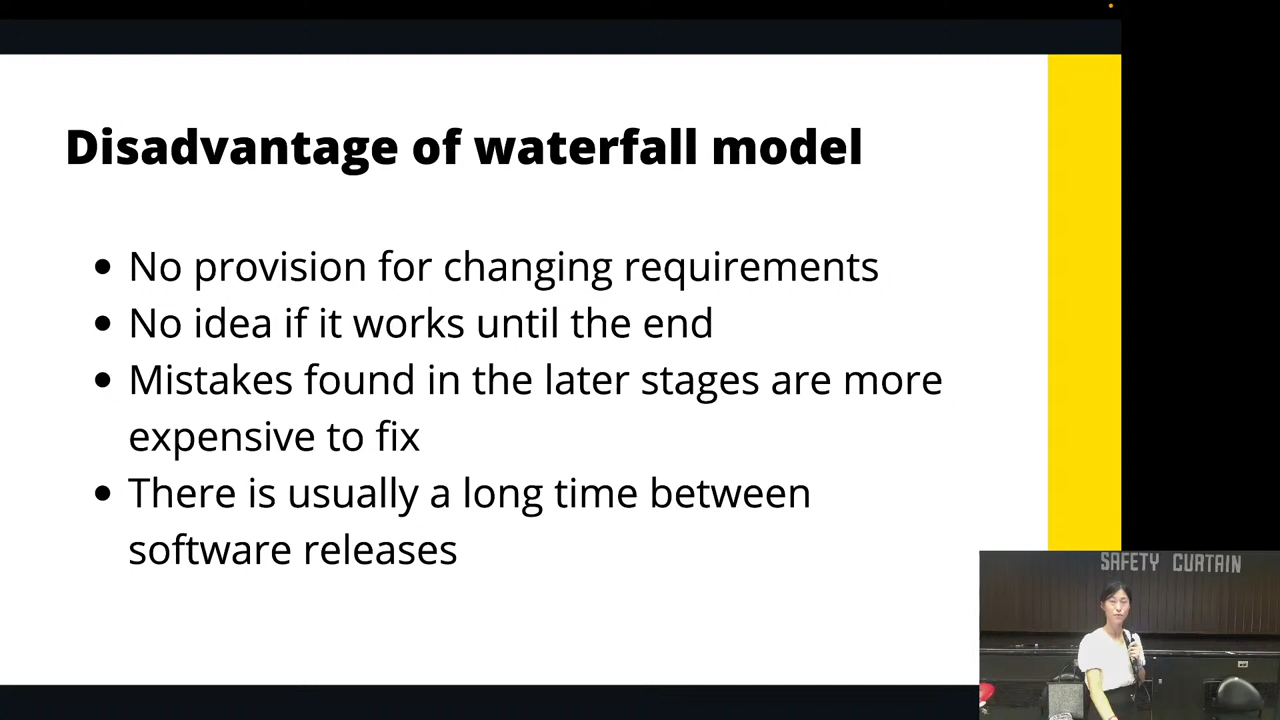 Disadvantage of waterfall model
No provision for changing requirements
No idea if it works until the end
Mistakes found in the later stages are more
expensive to fix
There is usually a long time between
software releases
SAFETY CURTAIN